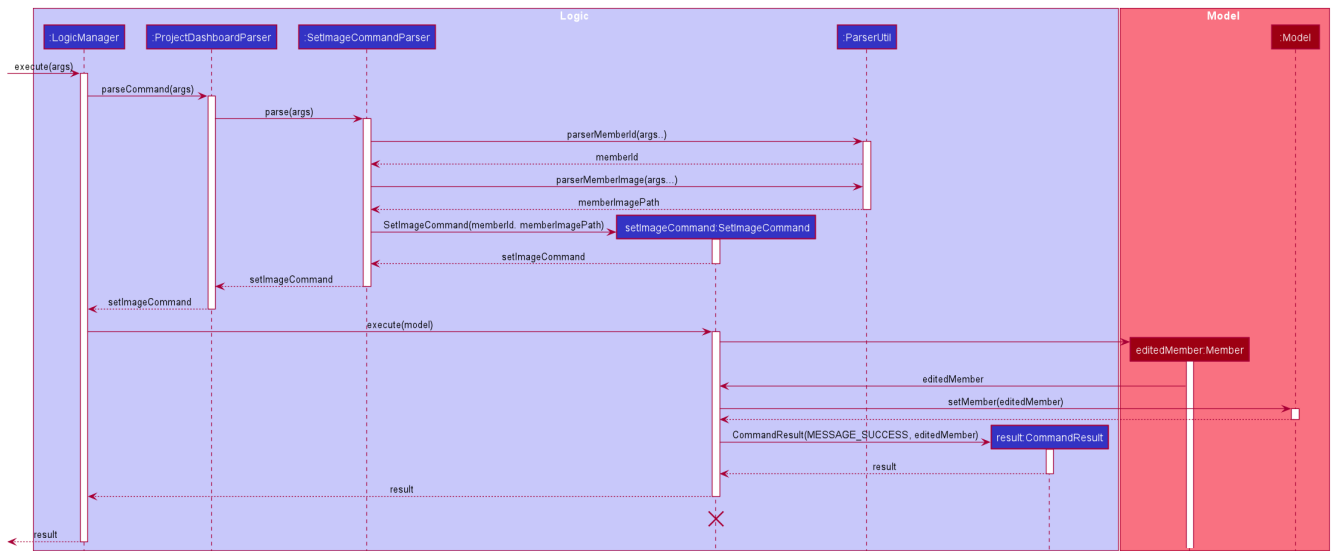 Logic
Model
:LogicManager
:ProjectDashboardParser
:SetImageCommandParser
:ParserUtil
:Model
execute(args)
parseCommand(args)
parse(args)
parserMemberId(args..)
memberId
parserMemberImage(args...)
memberImagePath
SetImageCommand(memberId. memberImagePath)
setImageCommand:SetImageCommand
setImageCommand
setImageCommand
setImageCommand
execute(model)
editedMember:Member
editedMember
setMember(editedMember)
CommandResult(MESSAGE_SUCCESS, editedMember)
result:CommandResult
result
result
result